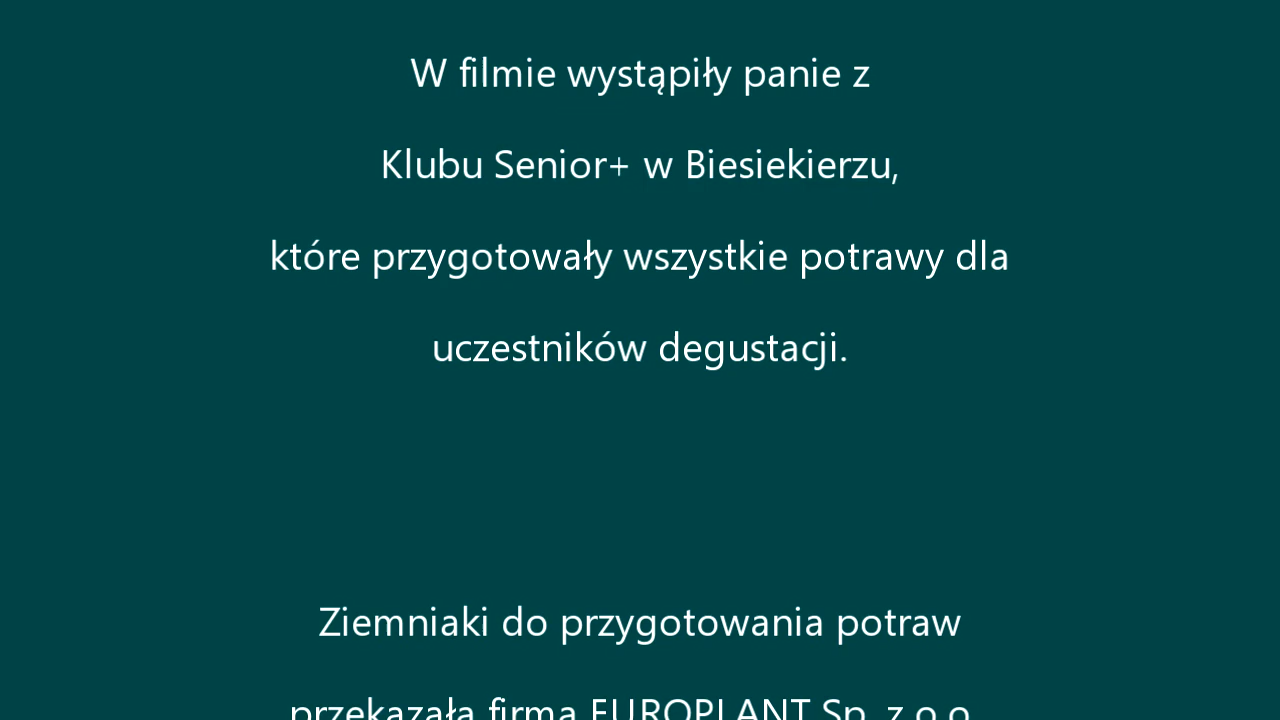 W filmie wystąpiły panie z
Klubu Senior+ w Biesiekierzu,
które przygotowały wszystkie potrawy dla
uczestników degustacji.
Ziemniaki do przygotowania potraw
przekazała firma EUROPLANT Sp. z o.o.